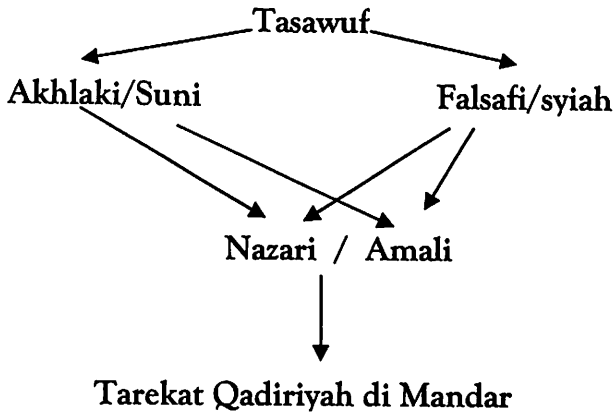 Tasawuf
Akhlaki/Suni Falsafi/syiah
Nazari / Amali
Tarekat Qadiriyah di Mandar